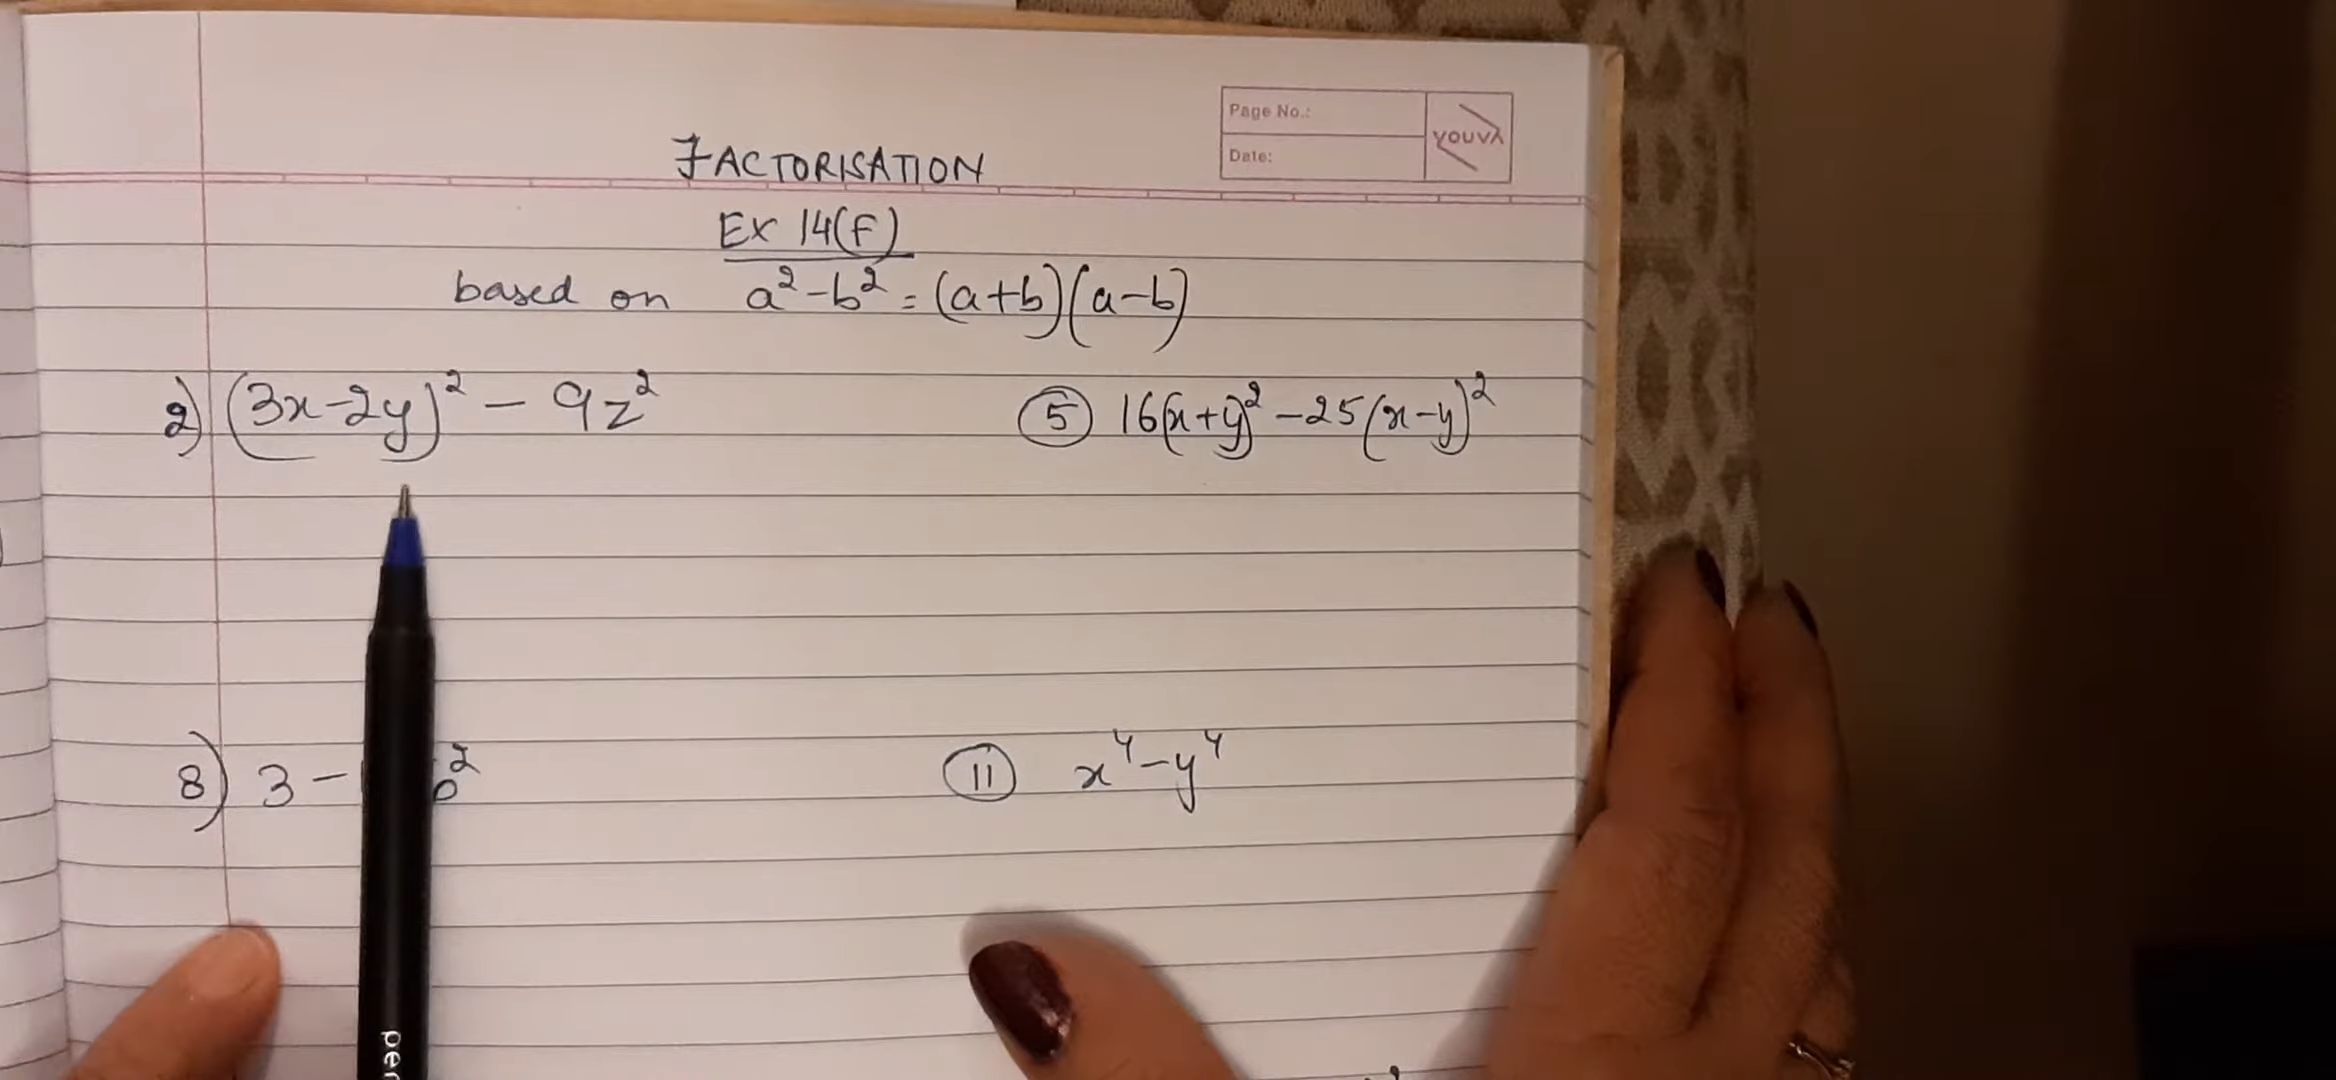 Page No.:
Date:
YOUVA
FACTORISATION
Ex 14(F)
based on a² - b² = (a+b)(a-b)
2) (3x-2y)² - 9z²
⑤ 16(x+y)² - 25(x-y)²
8) 3 -
⑪ x⁴ - y⁴
per